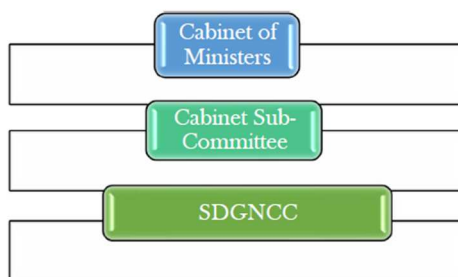 Cabinet of
Ministers
Cabinet Sub-
Committee
SDGNCC